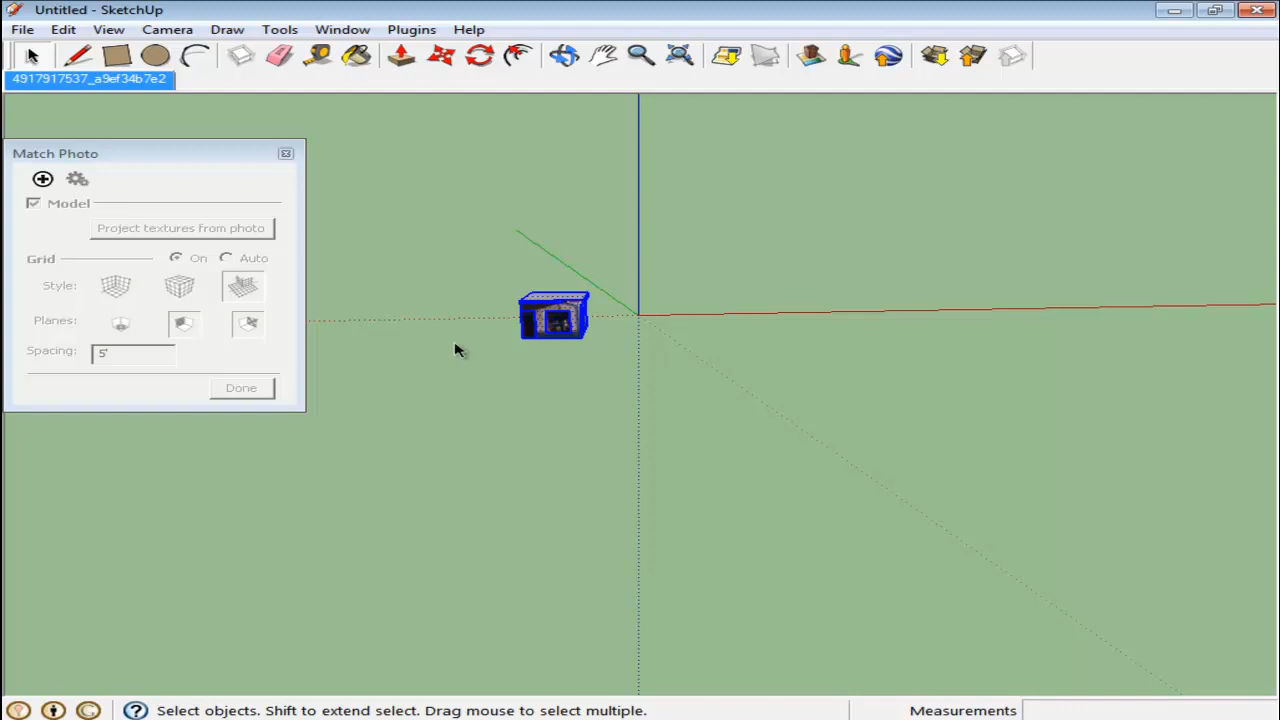 Untitled - SketchUp
File Edit View Camera Draw Tools Window Plugins Help
4917917537_a9ef34b7e2
Match Photo
Model
Project textures from photo
Grid On Auto
Style:
Planes:
Spacing: 5'
Done
Select objects. Shift to extend select. Drag mouse to select multiple. Measurements